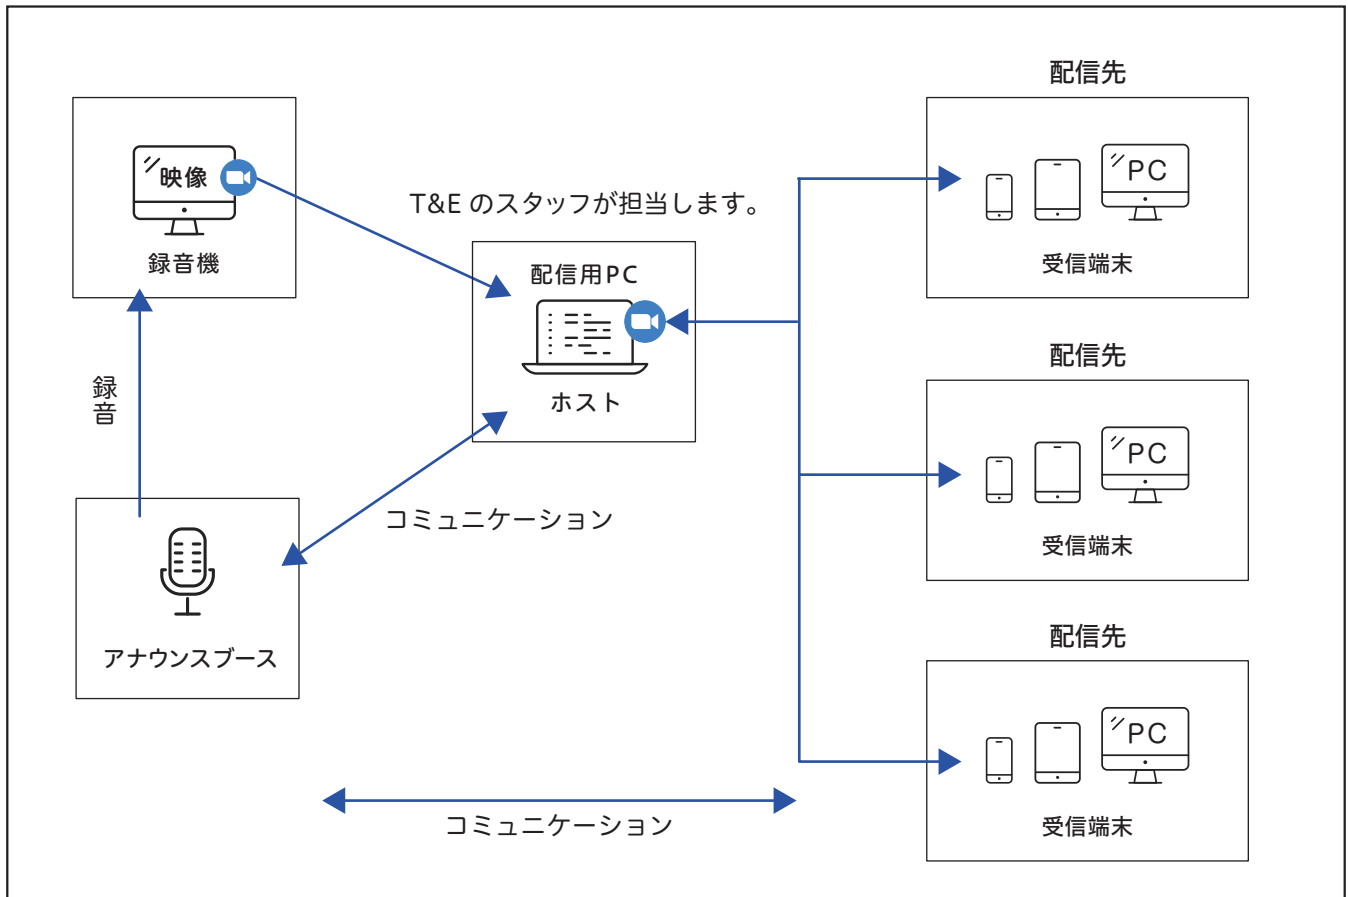 映像
録音機
録音
アナウンスブース
T&E のスタッフが担当します。
配信用PC
ホスト
コミュニケーション
コミュニケーション
配信先
PC
受信端末
配信先
PC
受信端末
配信先
PC
受信端末